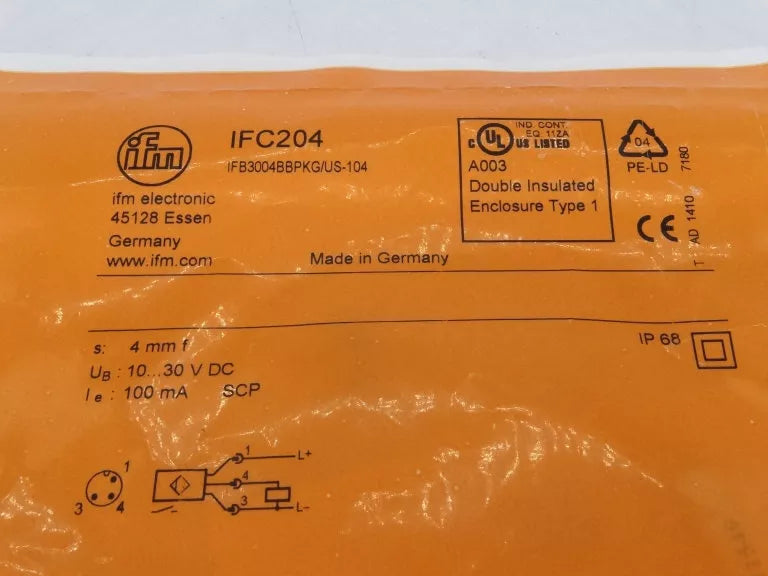 ifm
IFC204
IFB3004BBPKG/US-104
ifm electronic
45128 Essen
Germany
www.ifm.com
Made in Germany
IND. CONT.
EQ. 11ZA
C UL US LISTED
A003
Double Insulated
Enclosure Type 1
04
PE-LD
7180
CE
AD 1410
s: 4 mm f
UB : 10...30 V DC
Ie : 100 mA SCP
IP 68
1
3 4
1 L+
4
3 L-